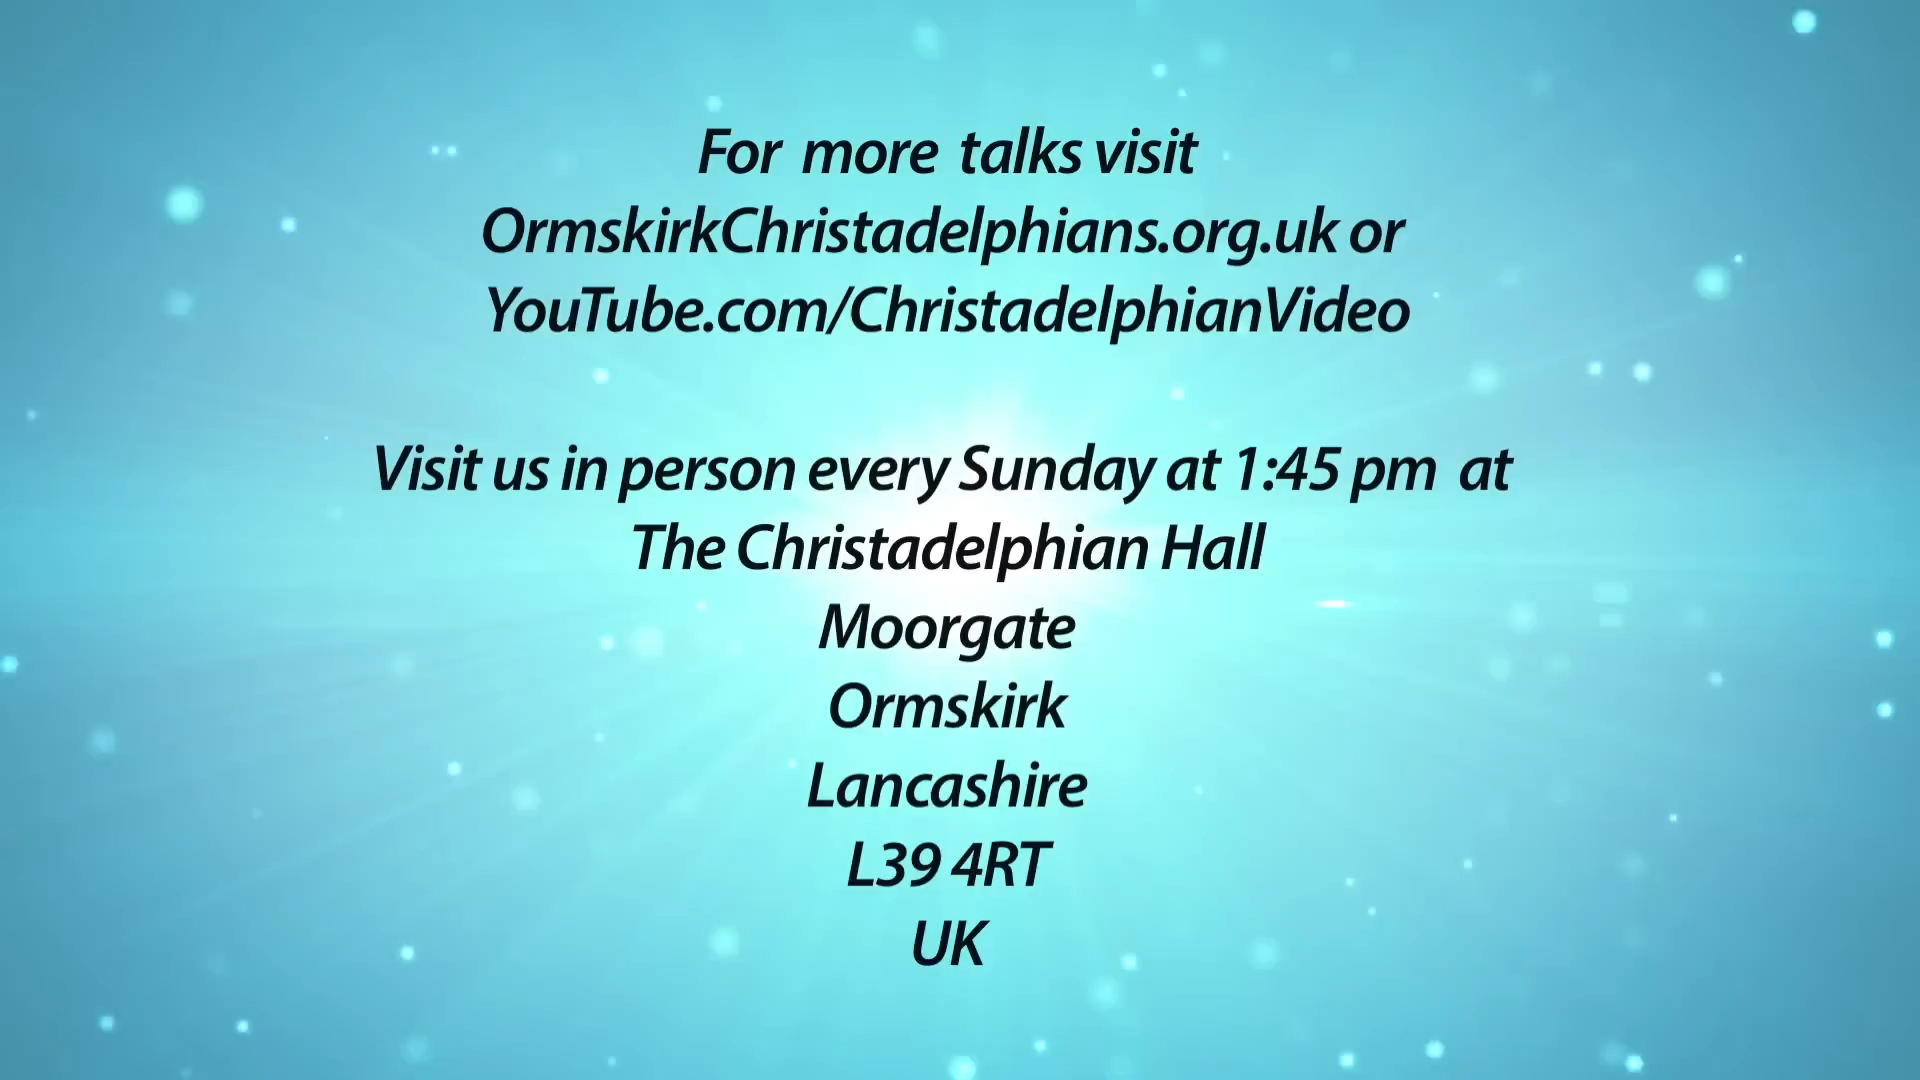 For more talks visit
OrmskirkChristadelphians.org.uk or
YouTube.com/ChristadelphianVideo
Visit us in person every Sunday at 1:45 pm at
The Christadelphian Hall
Moorgate
Ormskirk
Lancashire
L39 4RT
UK